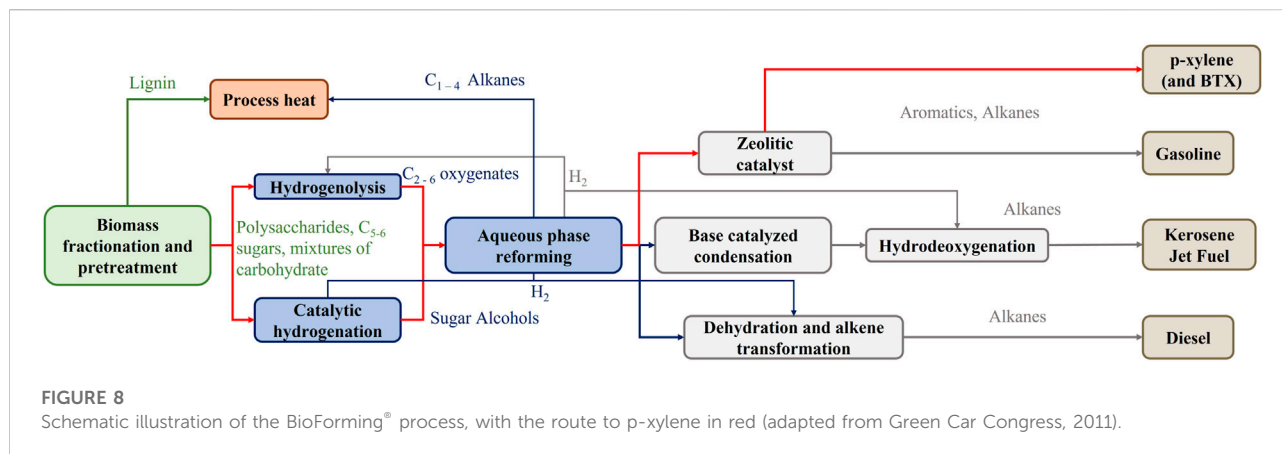 Lignin
C₁₋₄ Alkanes
Process heat
p-xylene
(and BTX)
Aromatics, Alkanes
Zeolitic
catalyst
Gasoline
Hydrogenolysis
C₂₋₆ oxygenates
H₂
Biomass
fractionation and
pretreatment
Polysaccharides, C₅₋₆
sugars, mixtures of
carbohydrate
Aqueous phase
reforming
Base catalyzed
condensation
Hydrodeoxygenation
Alkanes
Kerosene
Jet Fuel
Catalytic
hydrogenation
H₂
Sugar Alcohols
Dehydration and alkene
transformation
Alkanes
Diesel
FIGURE 8
Schematic illustration of the BioForming® process, with the route to p-xylene in red (adapted from Green Car Congress, 2011).